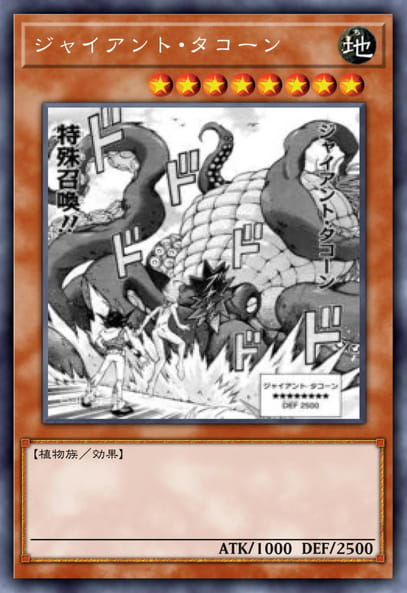 ジャイアント・タコーン
地
ジャイアント・タコーン
特殊召喚!!
ドド
ド
ド
ド
ジャイアント・タコーン
★★★★★★★★
DEF 2500
【植物族／効果】
ATK/1000 DEF/2500